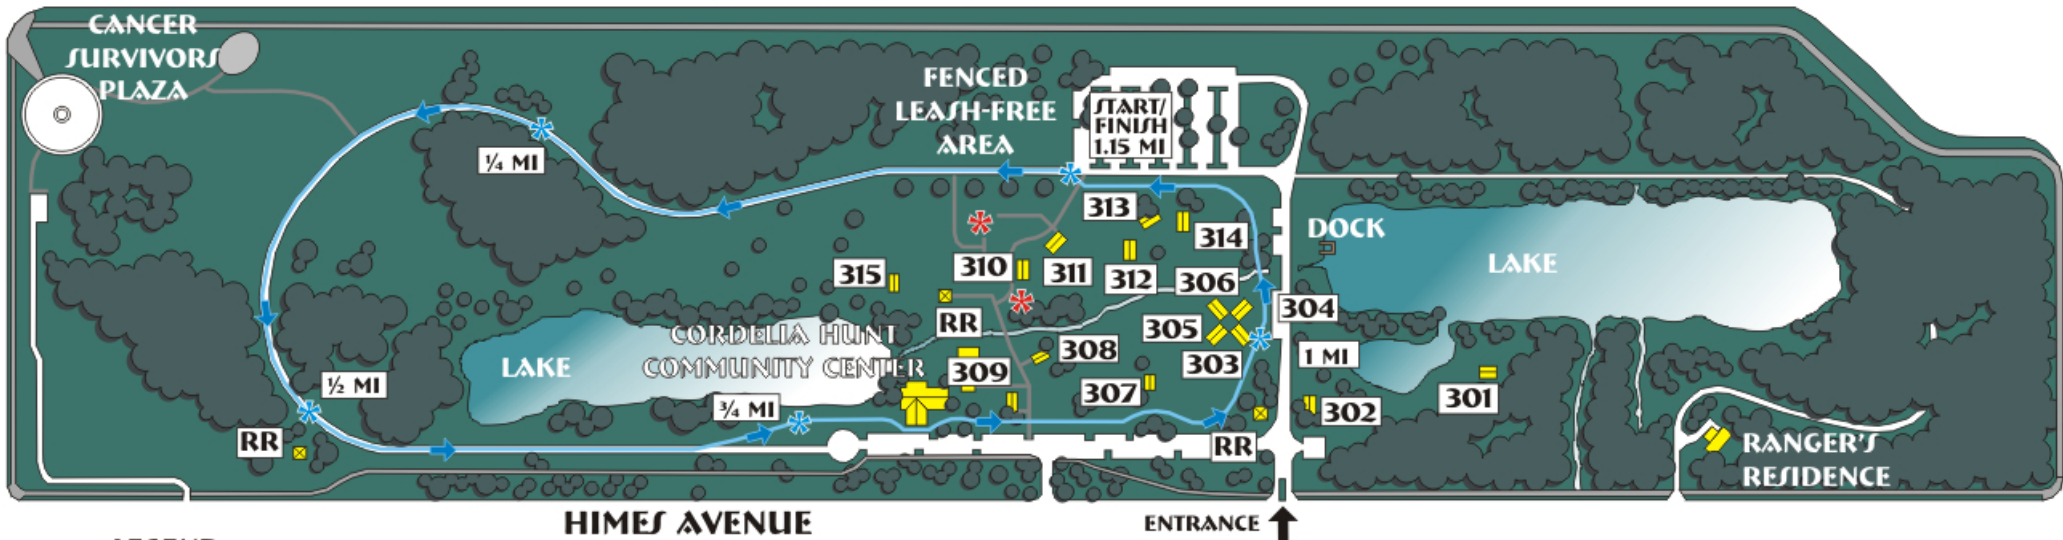 CANCER
SURVIVORS
PLAZA
FENCED
LEASH-FREE
AREA
START/
FINISH
1.15 MI
¼ MI
313
314
DOCK
LAKE
315
310
311
312
306
304
RR
305
CORDELIA HUNT
COMMUNITY CENTER
LAKE
308
303
1 MI
309
½ MI
307
301
302
¾ MI
RR
RR
RANGER'S
RESIDENCE
HIMES AVENUE
ENTRANCE